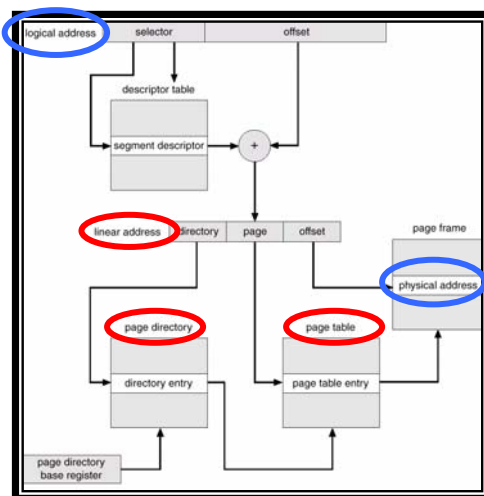 logical address selector offset
descriptor table
segment descriptor +
linear address directory page offset
page frame
physical address
page directory page table
directory entry page table entry
page directory
base register